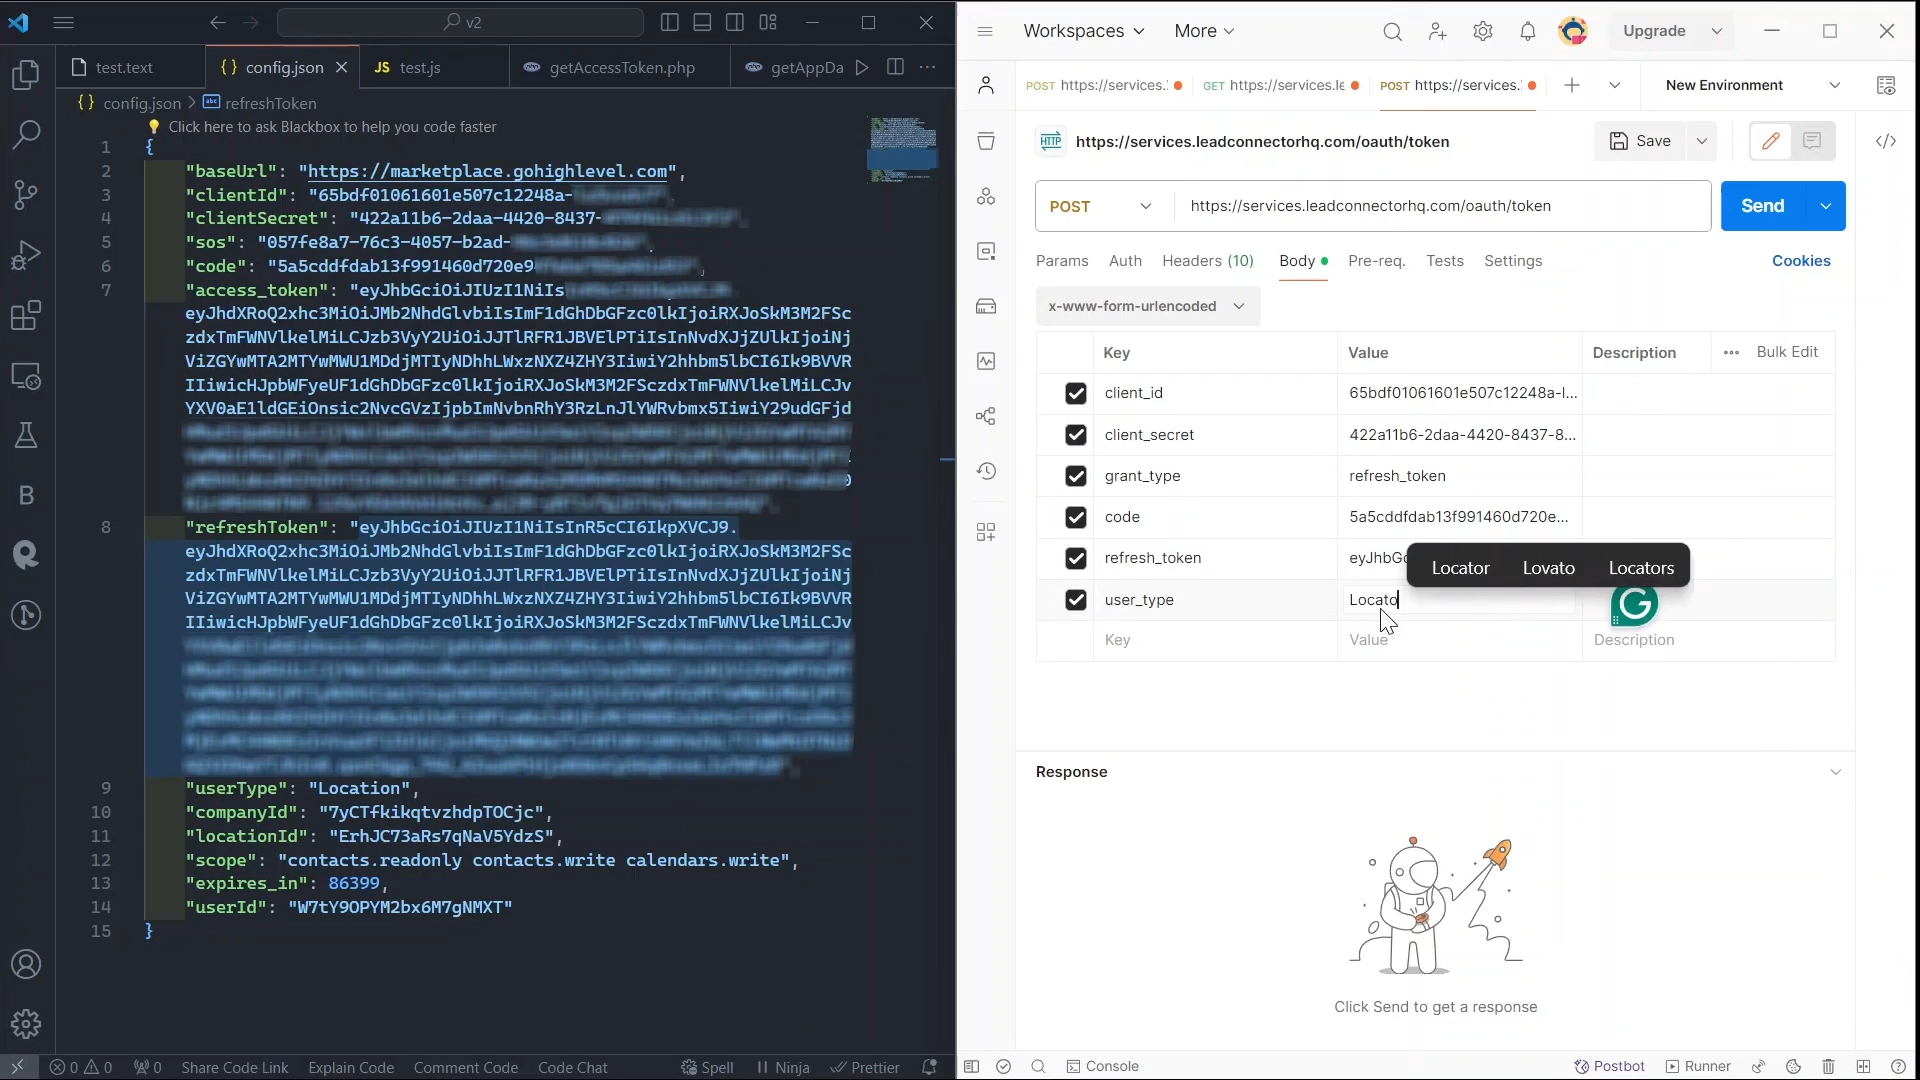 v2
test.text
{} config.json
JS test.js
getAccessToken.php
getAppDa
{} config.json > abc refreshToken
Click here to ask Blackbox to help you code faster
1 {
2 "baseUrl": "https://marketplace.gohighlevel.com",
3 "clientId": "65bdf01061601e507c12248a-
4 "clientSecret": "422a11b6-2daa-4420-8437-
5 "sos": "057fe8a7-76c3-4057-b2ad-
6 "code": "5a5cddfdab13f991460d720e9
7 "access_token": "eyJhbGciOiJIUzI1NiIs
eyJhdXRoQ2xhc3MiOiJMb2NhdGlvbiIsImF1dGhDbGFzc0lkIjoiRXJoSkM3M2FSc
zdxTmFWNVlkelMiLCJzb3VyY2UiOiJJTlRFR1JBVElPTiIsInNvdXJjZUlkIjoiNj
ViZGYwMTA2MTYwMWU1MDdjMTIyNDhhLWxzNXZ4ZHY3IiwiY2hhbm5lbCI6Ik9BVVR
IIiwicHJpbWFyeUF1dGhDbGFzc0lkIjoiRXJoSkM3M2FSczdxTmFWNVlkelMiLCJv
YXV0aE1ldGEiOnsic2NvcGVzIjpbImNvbnRhY3RzLnJlYWRvbmx5IiwiY29udGFjd
8 "refreshToken": "eyJhbGciOiJIUzI1NiIsInR5cCI6IkpXVCJ9.
eyJhdXRoQ2xhc3MiOiJMb2NhdGlvbiIsImF1dGhDbGFzc0lkIjoiRXJoSkM3M2FSc
zdxTmFWNVlkelMiLCJzb3VyY2UiOiJJTlRFR1JBVElPTiIsInNvdXJjZUlkIjoiNj
ViZGYwMTA2MTYwMWU1MDdjMTIyNDhhLWxzNXZ4ZHY3IiwiY2hhbm5lbCI6Ik9BVVR
IIiwicHJpbWFyeUF1dGhDbGFzc0lkIjoiRXJoSkM3M2FSczdxTmFWNVlkelMiLCJv
9 "userType": "Location",
10 "companyId": "7yCTfkikqtvzhdpTOCjc",
11 "locationId": "ErhJC73aRs7qNaV5YdzS",
12 "scope": "contacts.readonly contacts.write calendars.write",
13 "expires_in": 86399,
14 "userId": "W7tY9OPYM2bx6M7gNMXT"
15 }
0 0 0 Share Code Link Explain Code Comment Code Code Chat Spell Ninja Prettier
Workspaces More Upgrade
POST https://services. GET https://services.le POST https://services. New Environment
HTTP https://services.leadconnectorhq.com/oauth/token Save
POST https://services.leadconnectorhq.com/oauth/token Send
Params Auth Headers (10) Body Pre-req. Tests Settings Cookies
x-www-form-urlencoded
Key Value Description Bulk Edit
client_id 65bdf01061601e507c12248a-l...
client_secret 422a11b6-2daa-4420-8437-8...
grant_type refresh_token
code 5a5cddfdab13f991460d720e...
refresh_token eyJhbGc
Locator Lovato Locators
user_type Locato
Key Value Description
Response
Click Send to get a response
Console Postbot Runner